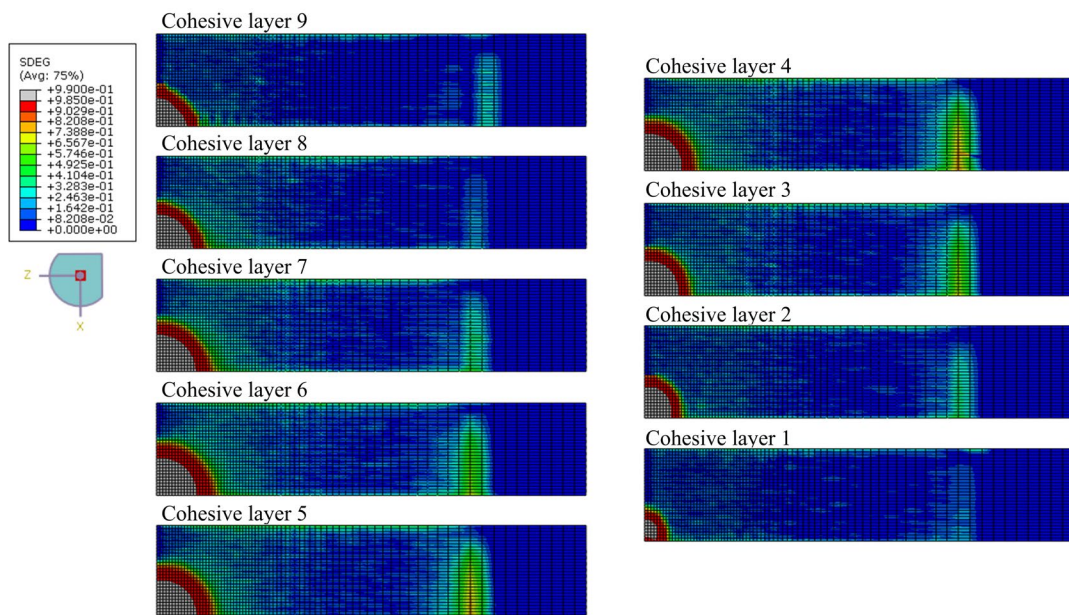 Cohesive layer 9
SDEG
(Avg: 75%)
+9.900e-01
+9.850e-01
+9.029e-01
+8.208e-01
+7.388e-01
+6.567e-01
+5.746e-01
+4.925e-01
+4.104e-01
+3.283e-01
+2.463e-01
+1.642e-01
+8.208e-02
+0.000e+00
Z
X
Cohesive layer 8
Cohesive layer 7
Cohesive layer 6
Cohesive layer 5
Cohesive layer 4
Cohesive layer 3
Cohesive layer 2
Cohesive layer 1